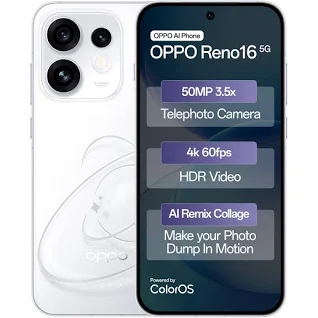 OPPO AI Phone
OPPO Reno16 5G
50MP 3.5x
Telephoto Camera
4k 60fps
HDR Video
AI Remix Collage
Make your Photo
Dump In Motion
Powered by
ColorOS
oppo